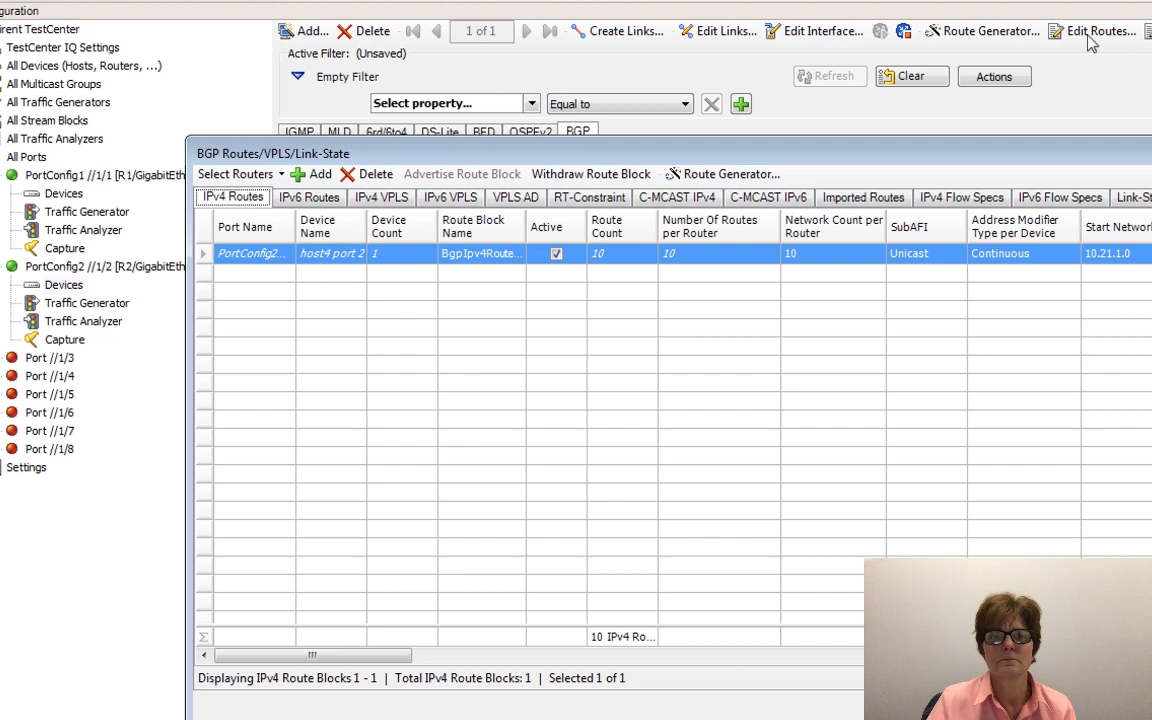 guration
irent TestCenter
TestCenter IQ Settings
All Devices (Hosts, Routers, ...)
All Multicast Groups
All Traffic Generators
All Stream Blocks
All Traffic Analyzers
All Ports
PortConfig1 //1/1 [R1/GigabitEth
Devices
Traffic Generator
Traffic Analyzer
Capture
PortConfig2 //1/2 [R2/GigabitEth
Devices
Traffic Generator
Traffic Analyzer
Capture
Port //1/3
Port //1/4
Port //1/5
Port //1/6
Port //1/7
Port //1/8
Settings
Add... Delete 1 of 1 Create Links... Edit Links... Edit Interface... Route Generator... Edit Routes...
Active Filter: (Unsaved)
Empty Filter Refresh Clear Actions
Select property... Equal to
IGMP MLD 6rd/6to4 DS-Lite BFD OSPFv2 BGP
BGP Routes/VPLS/Link-State
Select Routers Add Delete Advertise Route Block Withdraw Route Block Route Generator...
IPv4 Routes IPv6 Routes IPv4 VPLS IPv6 VPLS VPLS AD RT-Constraint C-MCAST IPv4 C-MCAST IPv6 Imported Routes IPv4 Flow Specs IPv6 Flow Specs Link-St
Port Name Device Name Device Count Route Block Name Active Route Count Number Of Routes per Router Network Count per Router SubAFI Address Modifier Type per Device Start Networ
PortConfig2... host4 port 2 1 BgpIpv4Route... 10 10 10 Unicast Continuous 10.21.1.0
Σ 10 IPv4 Ro...
Displaying IPv4 Route Blocks 1 - 1 | Total IPv4 Route Blocks: 1 | Selected 1 of 1